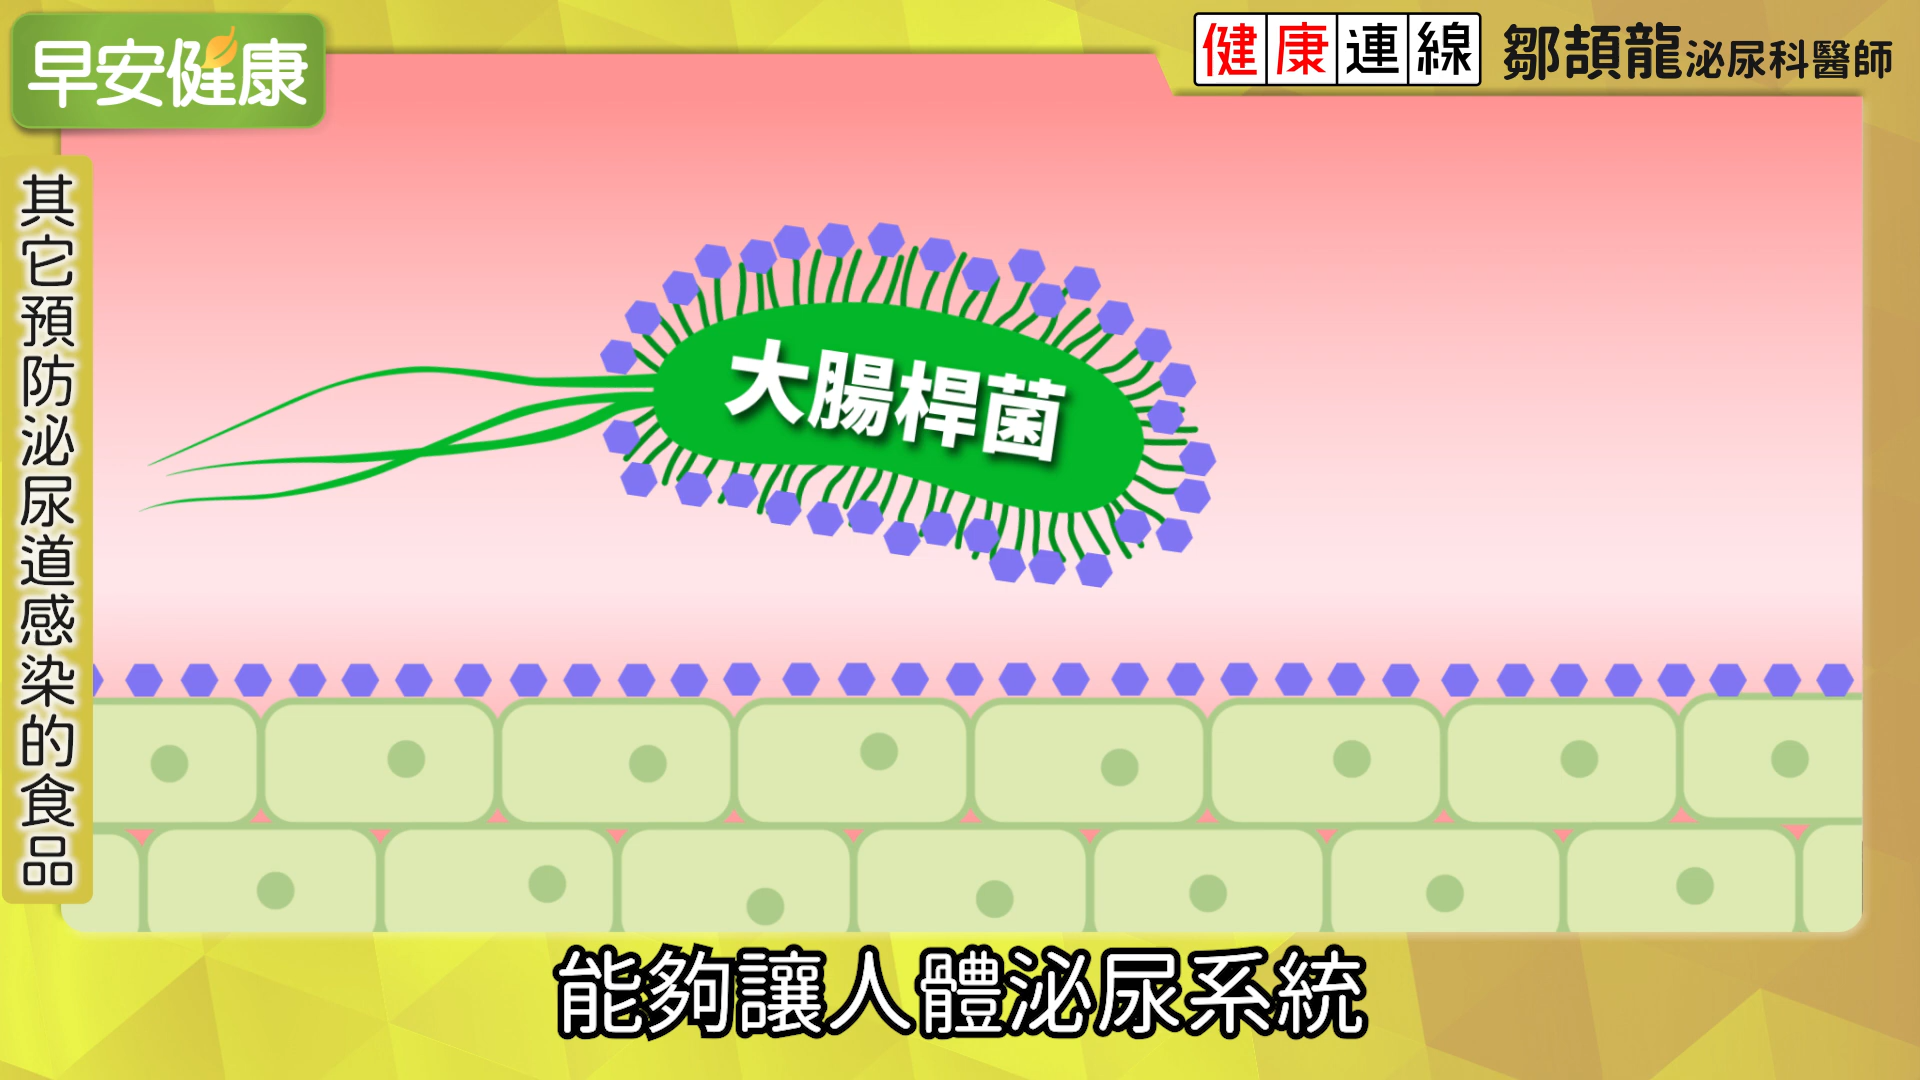 早安健康
健康連線 鄒頡龍泌尿科醫師
其它預防泌尿道感染的食品
大腸桿菌
能夠讓人體泌尿系統